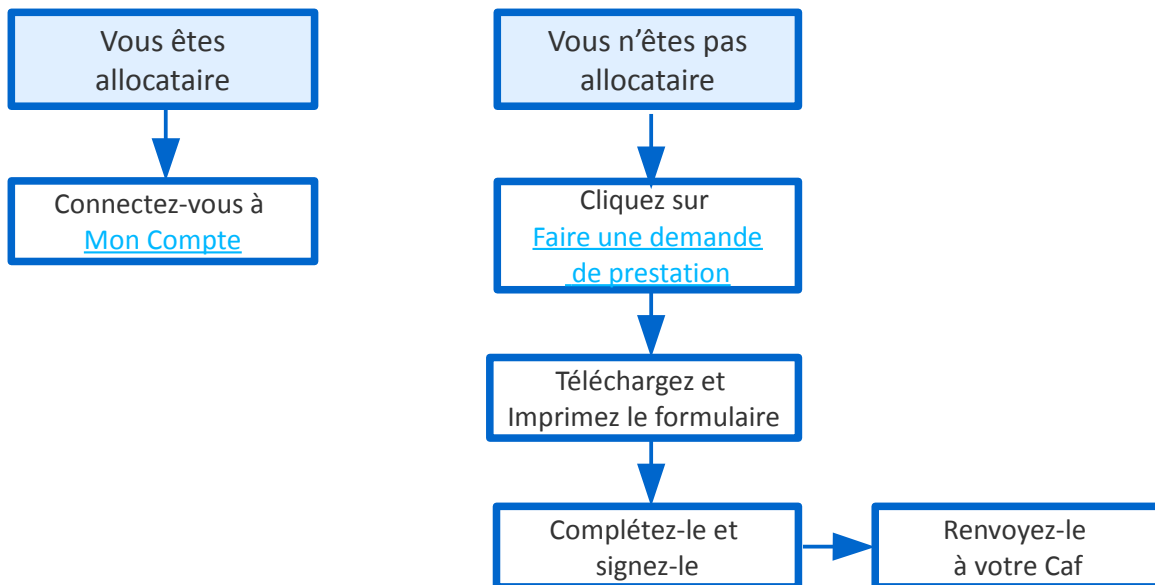 Vous êtes
allocataire
Connectez-vous à
Mon Compte
Vous n’êtes pas
allocataire
Cliquez sur
Faire une demande
de prestation
Téléchargez et
Imprimez le formulaire
Complétez-le et
signez-le
Renvoyez-le
à votre Caf